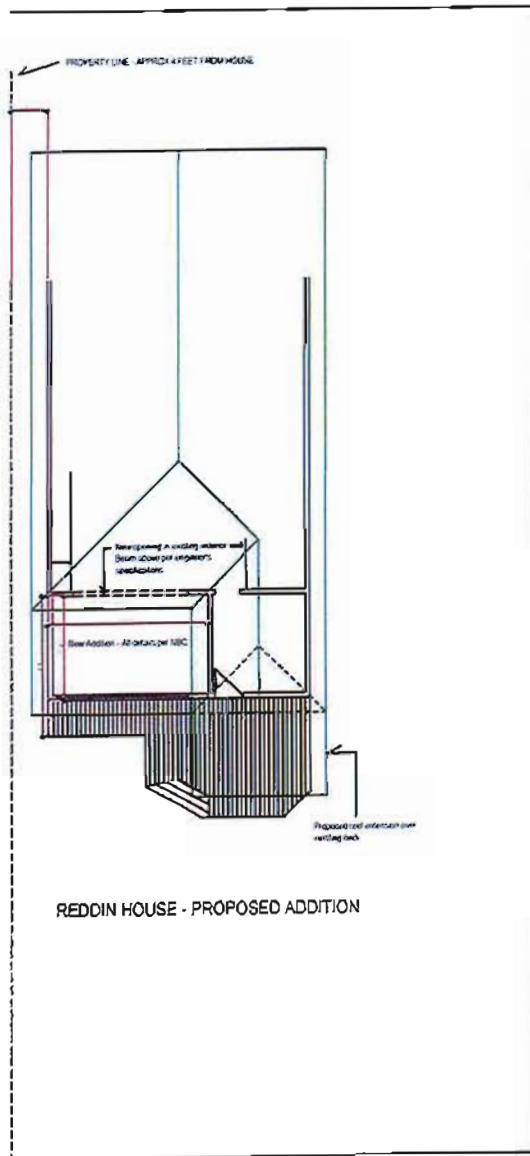 PROPERTY LINE - APPROX 4 FEET FROM HOUSE
New opening in existing exterior wall
Beam above per engineer's
specifications
New Addition - All details per NBC
Proposed roof extension over
existing deck
REDDIN HOUSE - PROPOSED ADDITION